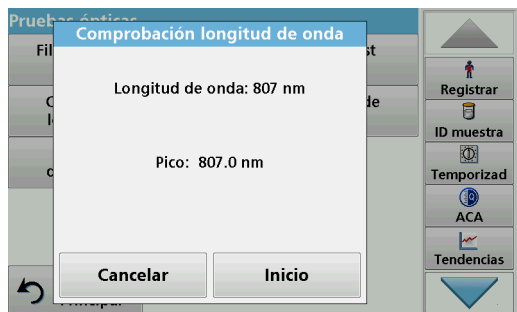 Pruebas ópticas
Comprobación longitud de onda
Longitud de onda: 807 nm
Pico: 807.0 nm
Cancelar
Inicio
Registrar
ID muestra
Temporizad
ACA
Tendencias